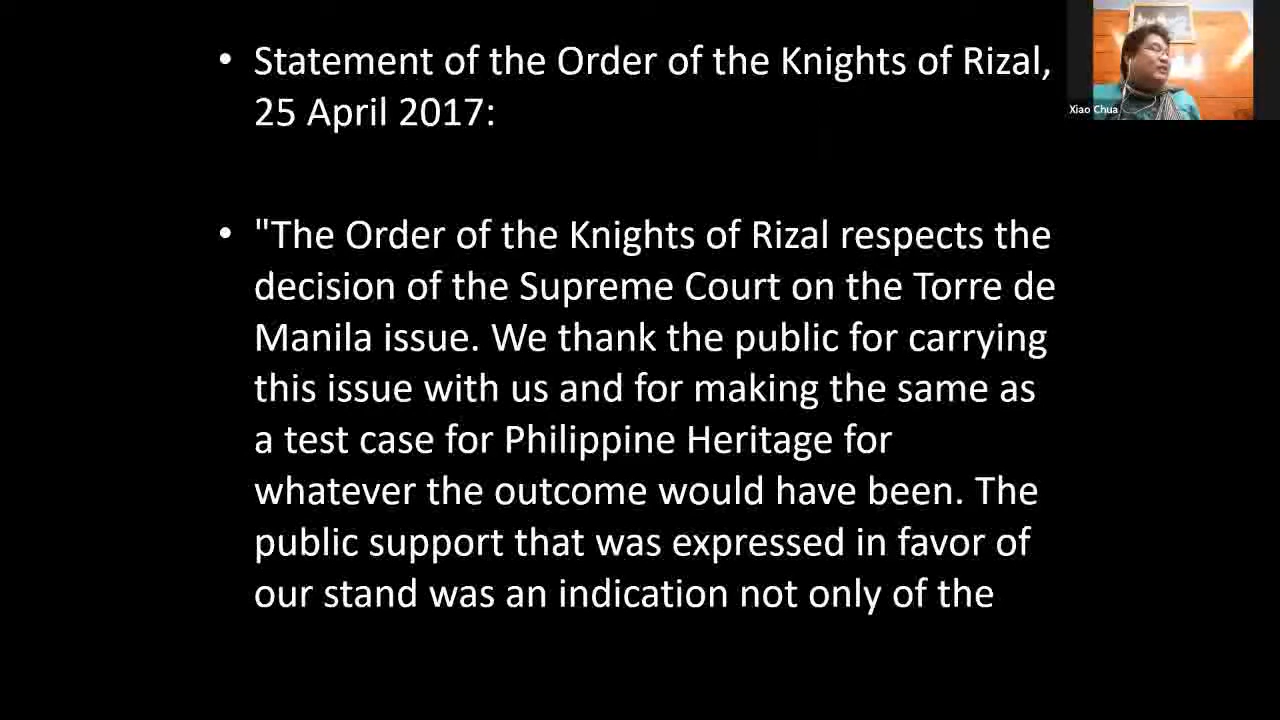 • Statement of the Order of the Knights of Rizal,
25 April 2017:
Xiao Chua
• "The Order of the Knights of Rizal respects the
decision of the Supreme Court on the Torre de
Manila issue. We thank the public for carrying
this issue with us and for making the same as
a test case for Philippine Heritage for
whatever the outcome would have been. The
public support that was expressed in favor of
our stand was an indication not only of the